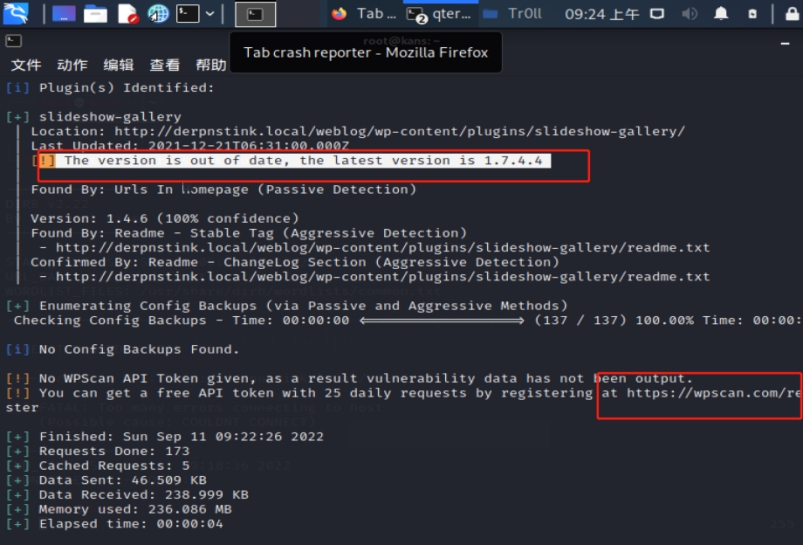 Tab ...
2 qter...
Tr0ll
09:24 上午
root@kans:~
Tab crash reporter - Mozilla Firefox
文件 动作 编辑 查看 帮助
[i] Plugin(s) Identified:
[+] slideshow-gallery
| Location: http://derpnstink.local/weblog/wp-content/plugins/slideshow-gallery/
| Last Updated: 2021-12-21T06:31:00.000Z
| [!] The version is out of date, the latest version is 1.7.4.4
|
| Found By: Urls In Homepage (Passive Detection)
|
| Version: 1.4.6 (100% confidence)
| Found By: Readme - Stable Tag (Aggressive Detection)
|  - http://derpnstink.local/weblog/wp-content/plugins/slideshow-gallery/readme.txt
| Confirmed By: Readme - ChangeLog Section (Aggressive Detection)
|  - http://derpnstink.local/weblog/wp-content/plugins/slideshow-gallery/readme.txt
[+] Enumerating Config Backups (via Passive and Aggressive Methods)
Checking Config Backups - Time: 00:00:00 <==================> (137 / 137) 100.00% Time: 00:00:
[i] No Config Backups Found.
[!] No WPScan API Token given, as a result vulnerability data has not been output.
[!] You can get a free API token with 25 daily requests by registering at https://wpscan.com/re
ster
[+] Finished: Sun Sep 11 09:22:26 2022
[+] Requests Done: 173
[+] Cached Requests: 5
[+] Data Sent: 46.509 KB
[+] Data Received: 238.999 KB
[+] Memory used: 236.086 MB
[+] Elapsed time: 00:00:04